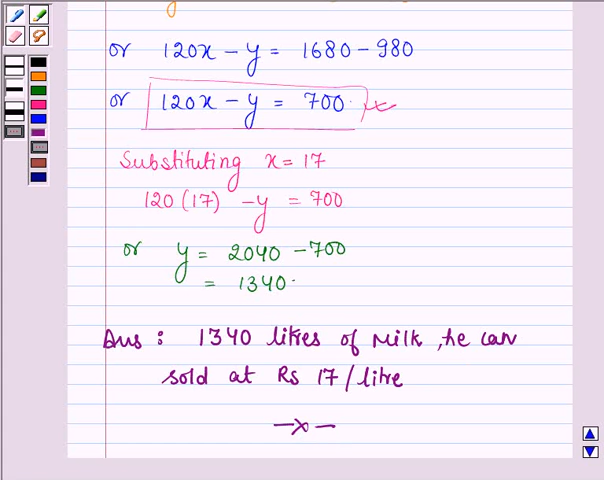 or 120x - y = 1680 - 980
or 120x - y = 700.
Substituting x = 17
120 (17) - y = 700
or y = 2040 - 700
= 1340.
Ans : 1340 litres of Milk, he can
sold at Rs 17/litre
—x—